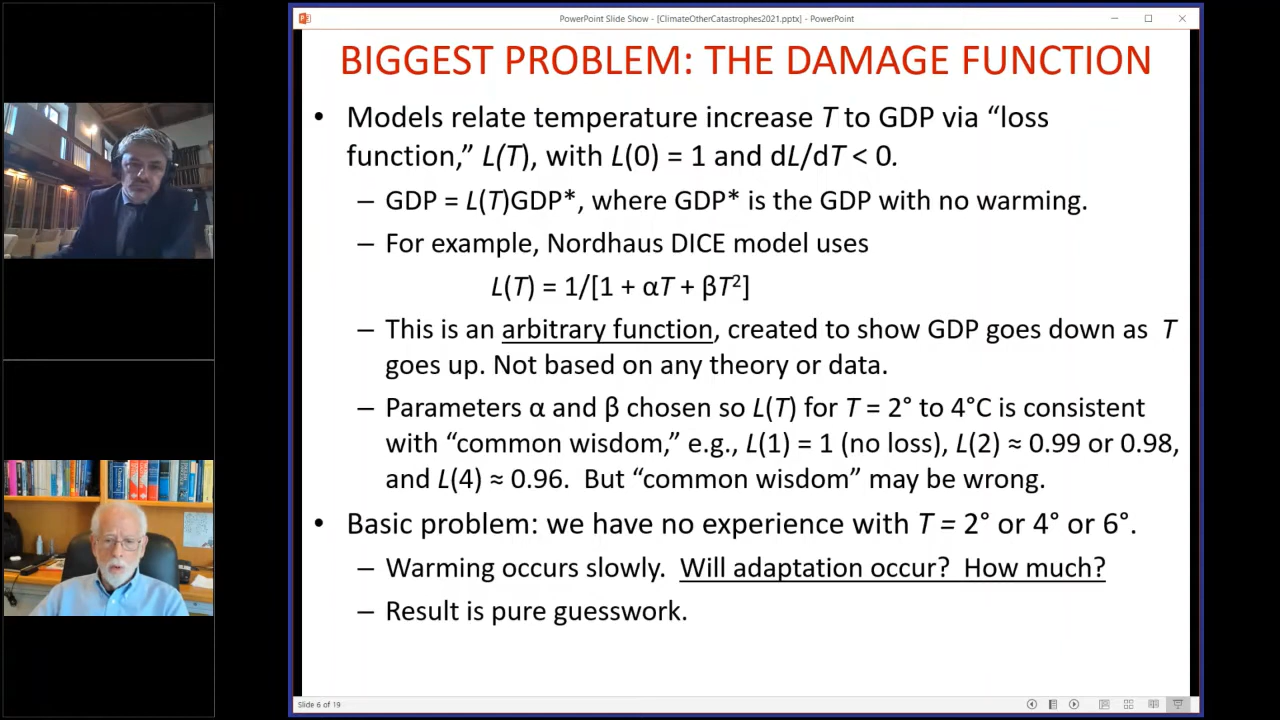 PowerPoint Slide Show - [ClimateOtherCatastrophes2021.pptx] - PowerPoint
BIGGEST PROBLEM: THE DAMAGE FUNCTION
• Models relate temperature increase T to GDP via “loss
function,” L(T), with L(0) = 1 and dL/dT < 0.
– GDP = L(T)GDP*, where GDP* is the GDP with no warming.
– For example, Nordhaus DICE model uses
L(T) = 1/[1 + αT + βT²]
– This is an arbitrary function, created to show GDP goes down as T
goes up. Not based on any theory or data.
– Parameters α and β chosen so L(T) for T = 2° to 4°C is consistent
with “common wisdom,” e.g., L(1) = 1 (no loss), L(2) ≈ 0.99 or 0.98,
and L(4) ≈ 0.96. But “common wisdom” may be wrong.
• Basic problem: we have no experience with T = 2° or 4° or 6°.
– Warming occurs slowly. Will adaptation occur? How much?
– Result is pure guesswork.
Slide 6 of 19